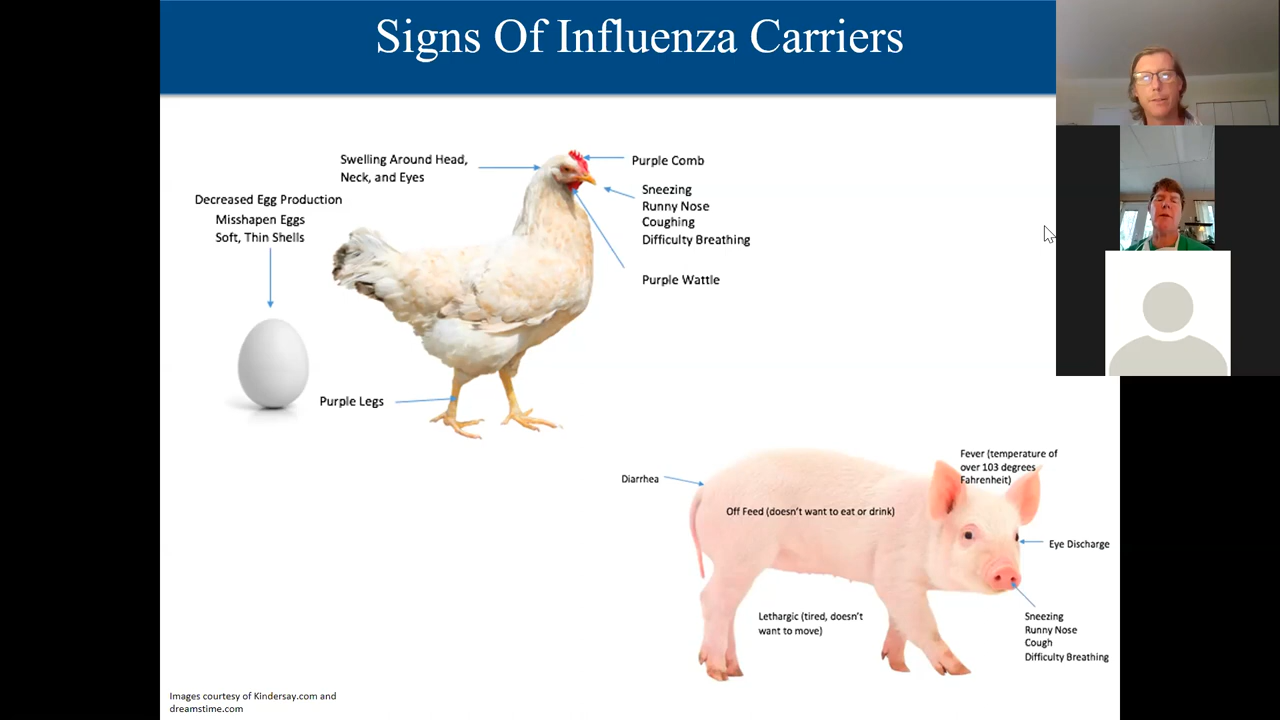 Signs Of Influenza Carriers
Swelling Around Head,
Neck, and Eyes
Purple Comb
Sneezing
Runny Nose
Coughing
Difficulty Breathing
Decreased Egg Production
Misshapen Eggs
Soft, Thin Shells
Purple Wattle
Purple Legs
Fever (temperature of
over 103 degrees
Fahrenheit)
Diarrhea
Off Feed (doesn't want to eat or drink)
Eye Discharge
Lethargic (tired, doesn't
want to move)
Sneezing
Runny Nose
Cough
Difficulty Breathing
Images courtesy of Kindersay.com and
dreamstime.com